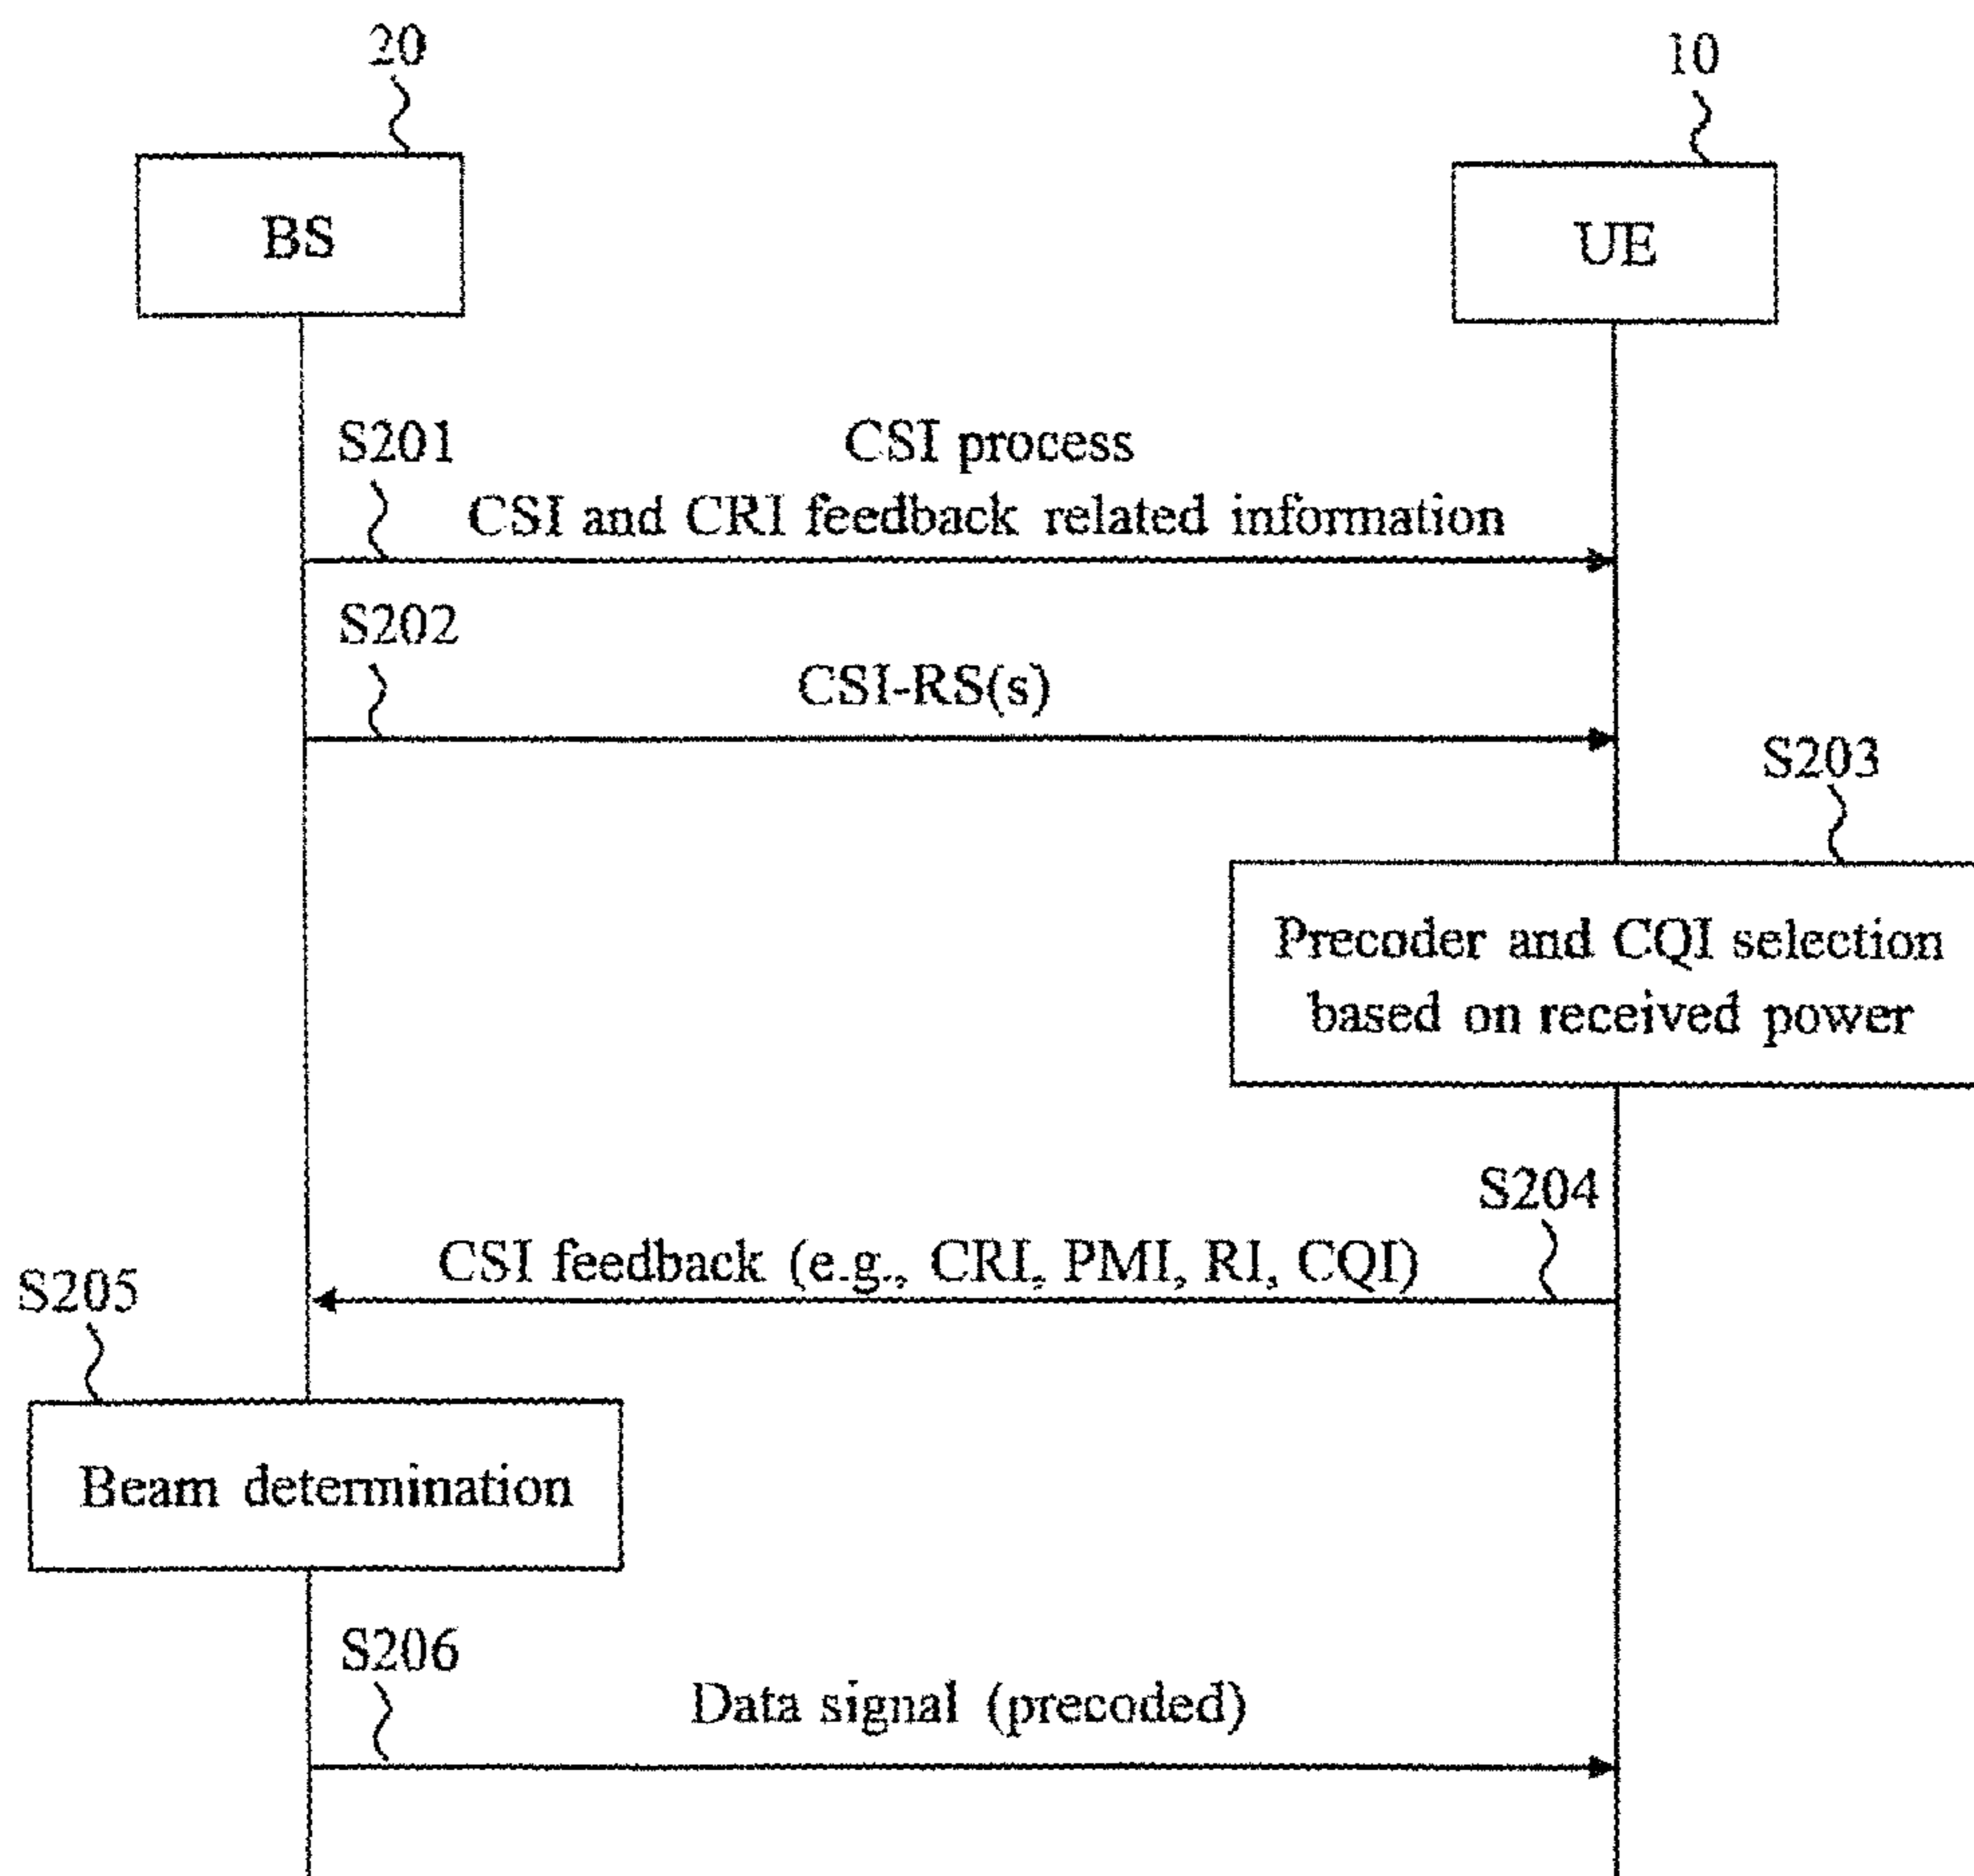 20
10
BS
UE
S201
CSI process
CSI and CRI feedback related information
S202
CSI-RS(s)
S203
Precoder and CQI selection
based on received power
S204
CSI feedback (e.g., CRI, PMI, RI, CQI)
S205
Beam determination
S206
Data signal (precoded)